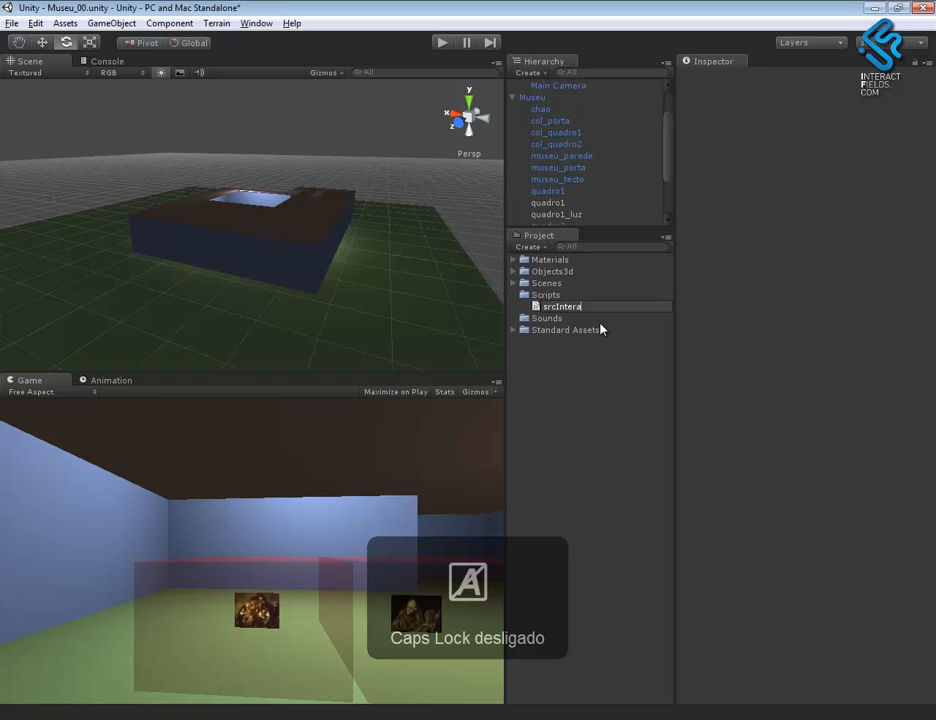 Unity - Museu_00.unity - PC and Mac Standalone*
File Edit Assets GameObject Component Terrain Window Help
Pivot Global Layers
INTERACT
FIELDS.
COM
Scene Console Hierarchy Inspector
Textured RGB Gizmos All Create All
y
x
z
Persp
Main Camera
Museu
chao
col_porta
col_quadro1
col_quadro2
museu_parede
museu_porta
museu_tecto
quadro1
quadro1
quadro1_luz
Project
Create All
Materials
Objects3d
Scenes
Scripts
srcIntera
Sounds
Standard Assets
Game Animation
Free Aspect Maximize on Play Stats Gizmos
A
Caps Lock desligado